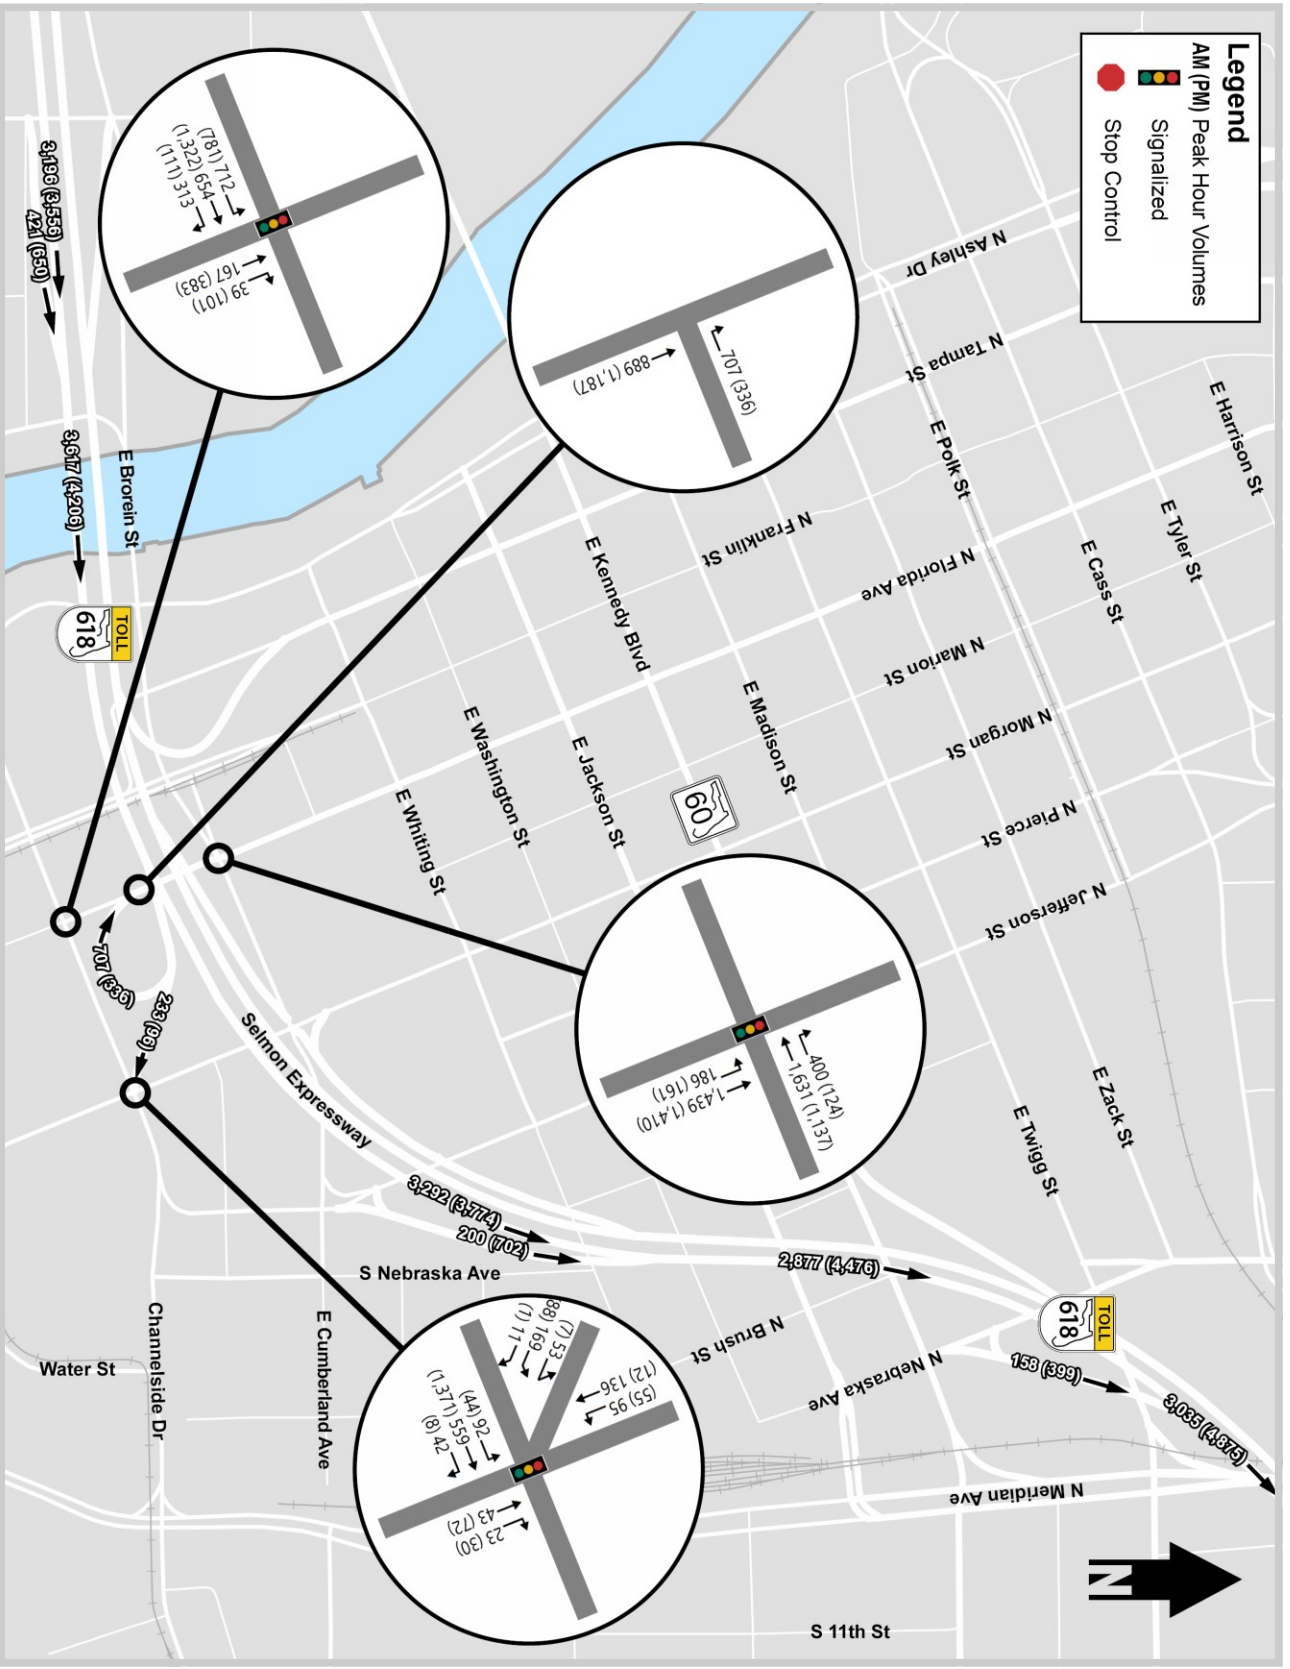 Legend
AM (PM) Peak Hour Volumes
Signalized
Stop Control
N Ashley Dr
N Tampa St
E Harrison St
E Polk St
E Tyler St
E Cass St
N Franklin St
N Florida Ave
N Marion St
N Morgan St
N Pierce St
N Jefferson St
E Kennedy Blvd
E Madison St
60
E Jackson St
E Washington St
E Whiting St
E Brorein St
TOLL
618
3,196 (3,556)
421 (650)
3,617 (4,206)
(781) 712
(1,322) 654
(111) 313
167 (383)
39 (101)
707 (336)
889 (1,187)
400 (124)
1,631 (1,137)
186 (161)
1,439 (1,410)
707 (336)
233 (96)
Selmon Expressway
3,292 (3,774)
200 (702)
2,877 (4,476)
E Zack St
E Twiggs St
S Nebraska Ave
N Brush St
N Nebraska Ave
TOLL
618
158 (399)
3,035 (4,875)
N Meridian Ave
Channelside Dr
E Cumberland Ave
Water St
(7) 53
88) 169
(1) 11
(12) 136
(55) 95
(44) 92
(1,371) 559
(8) 42
43 (72)
23 (30)
S 11th St
N